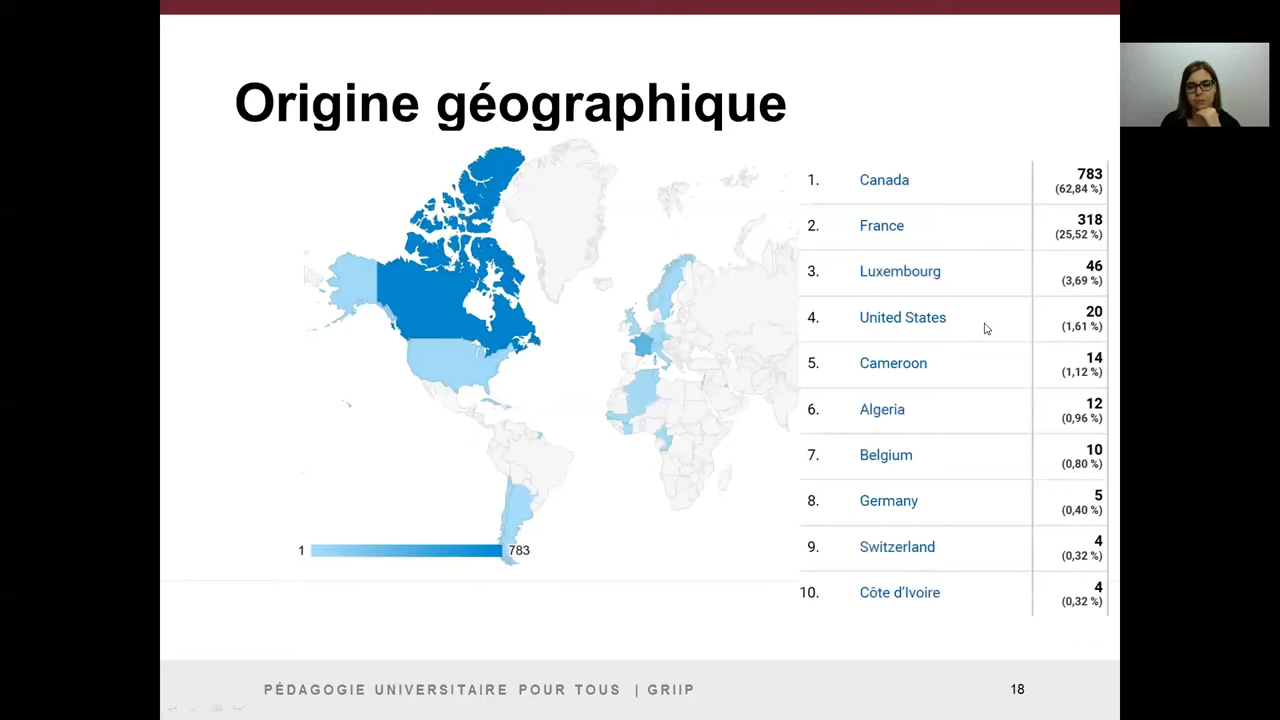 Origine géographique
1. Canada 783
(62,84 %)
2. France 318
(25,52 %)
3. Luxembourg 46
(3,69 %)
4. United States 20
(1,61 %)
5. Cameroon 14
(1,12 %)
6. Algeria 12
(0,96 %)
7. Belgium 10
(0,80 %)
8. Germany 5
(0,40 %)
9. Switzerland 4
(0,32 %)
10. Côte d'Ivoire 4
(0,32 %)
1 783
PÉDAGOGIE UNIVERSITAIRE POUR TOUS | GRIIP 18